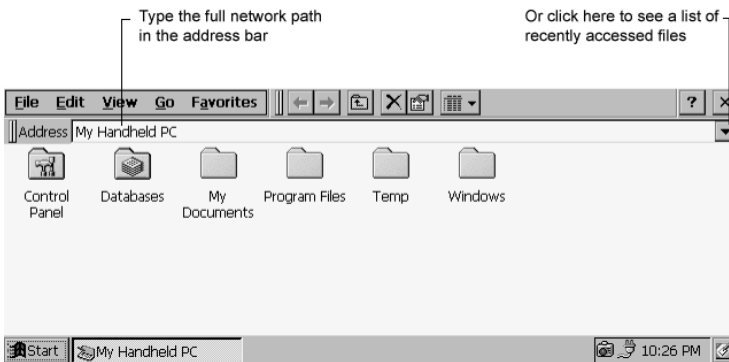 Type the full network path
in the address bar
Or click here to see a list of
recently accessed files
File Edit View Go Favorites ?
Address My Handheld PC
Control
Panel
Databases
My
Documents
Program Files
Temp
Windows
Start My Handheld PC 10:26 PM